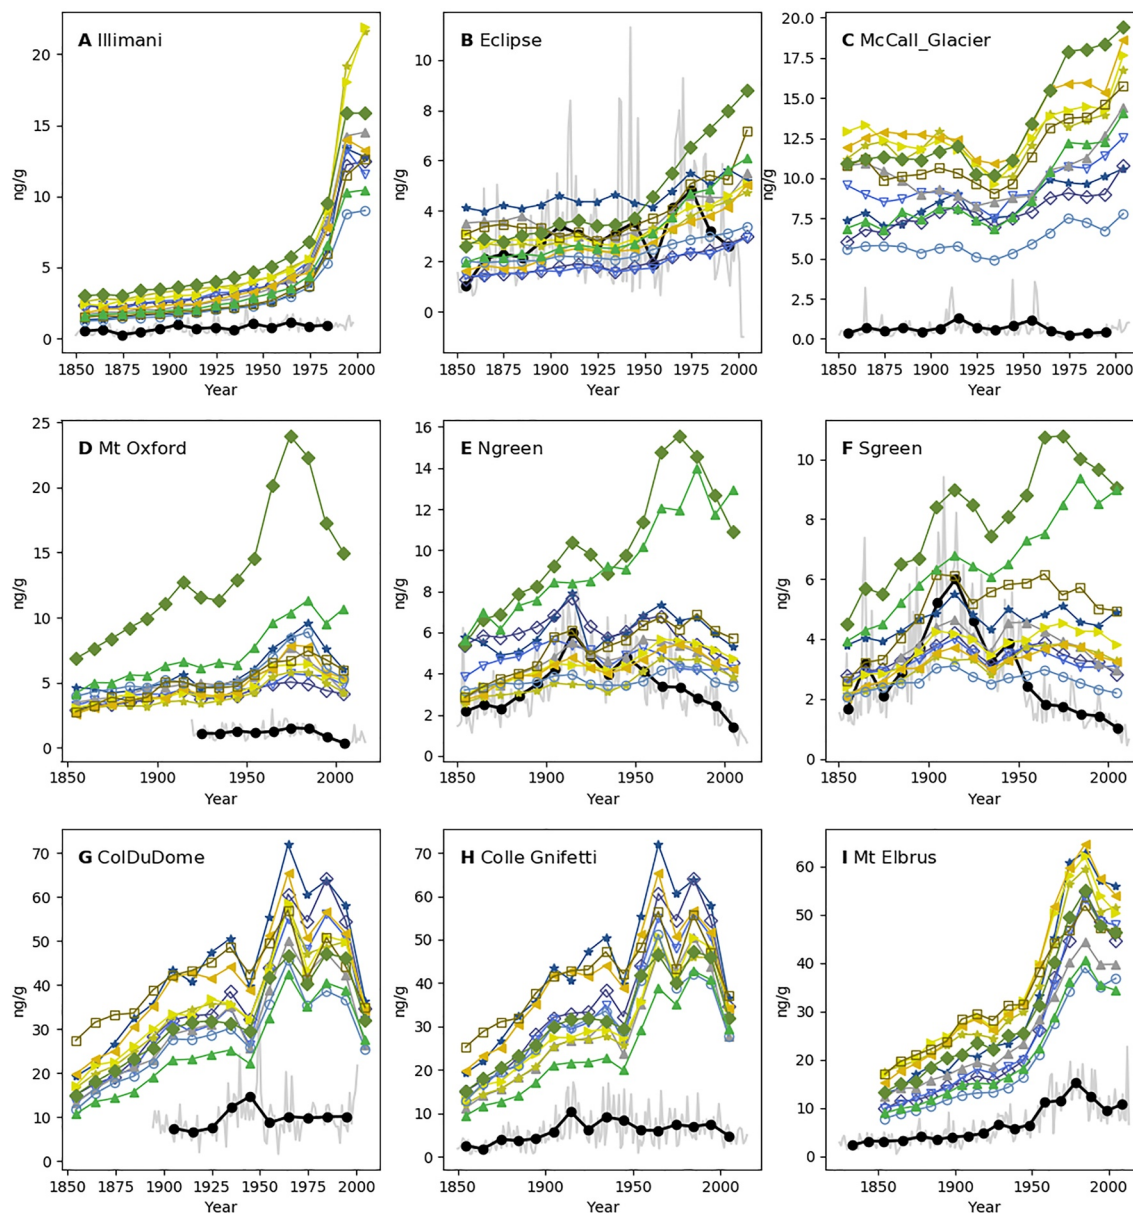 A Illimani
ng/g
20
15
10
5
0
1850 1875 1900 1925 1950 1975 2000
Year
B Eclipse
ng/g
10
8
6
4
2
0
1850 1875 1900 1925 1950 1975 2000
Year
C McCall_Glacier
ng/g
20.0
17.5
15.0
12.5
10.0
7.5
5.0
2.5
0.0
1850 1875 1900 1925 1950 1975 2000
Year
D Mt Oxford
ng/g
25
20
15
10
5
0
1850 1900 1950 2000
Year
E Ngreen
ng/g
16
14
12
10
8
6
4
2
0
1850 1900 1950 2000
Year
F Sgreen
ng/g
10
8
6
4
2
0
1850 1900 1950 2000
Year
G ColDuDome
ng/g
70
60
50
40
30
20
10
0
1850 1875 1900 1925 1950 1975 2000
Year
H Colle Gnifetti
ng/g
70
60
50
40
30
20
10
0
1850 1900 1950 2000
Year
I Mt Elbrus
ng/g
60
50
40
30
20
10
0
1850 1900 1950 2000
Year